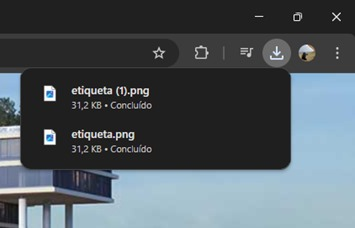 etiqueta (1).png
31,2 KB • Concluído
etiqueta.png
31,2 KB • Concluído